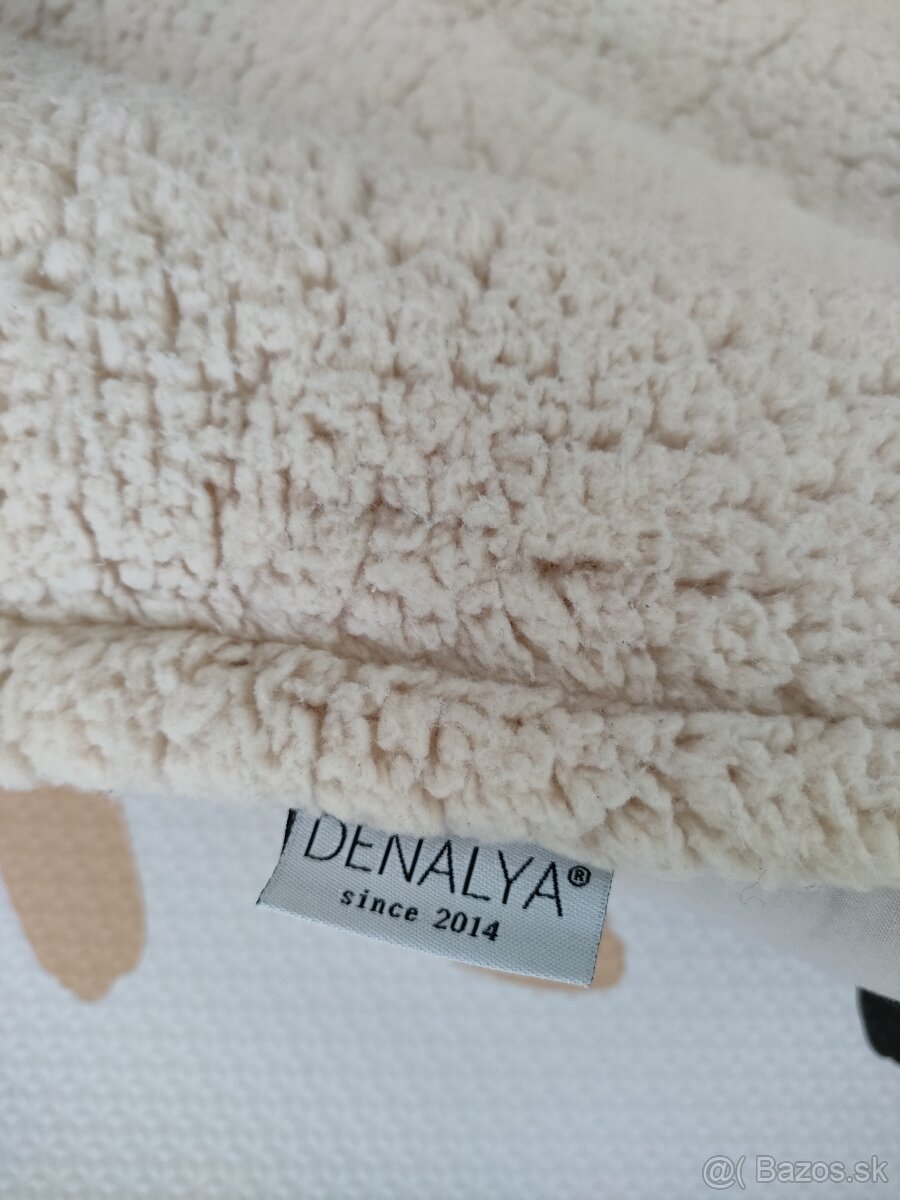 DENALYA®
since 2014
@( Bazos.sk